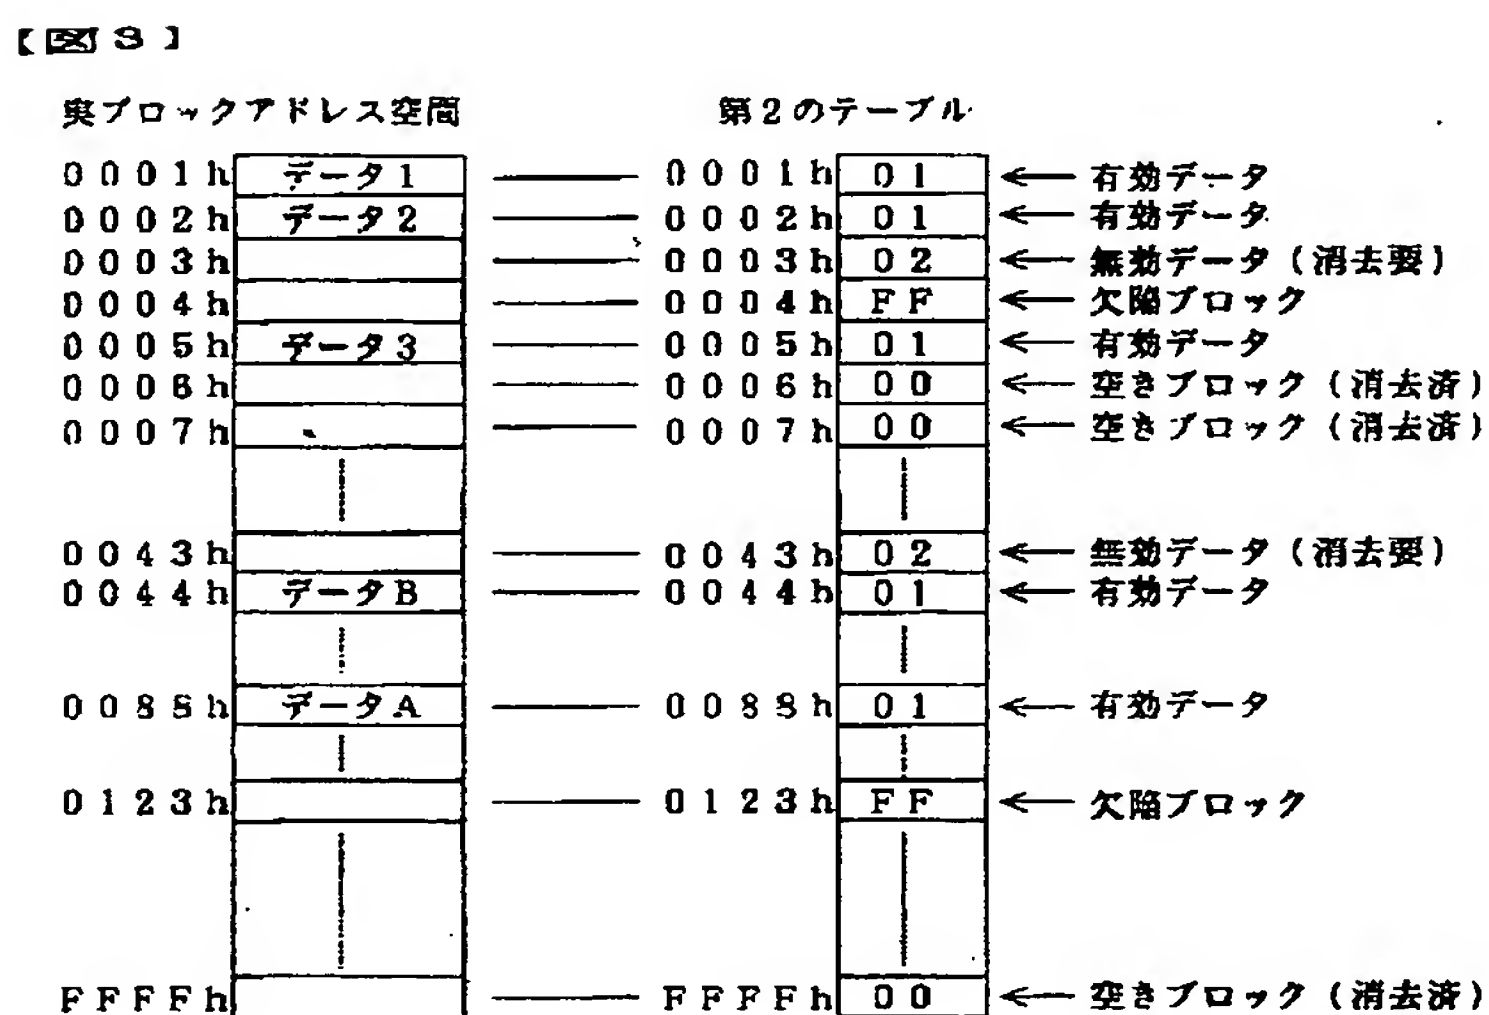 【図3】
実ブロックアドレス空間 第2のテーブル
0001h データ1 0001h 01 ← 有効データ
0002h データ2 0002h 01 ← 有効データ
0003h 0003h 02 ← 無効データ(消去要)
0004h 0004h FF ← 欠陥ブロック
0005h データ3 0005h 01 ← 有効データ
0006h 0006h 00 ← 空きブロック(消去済)
0007h 0007h 00 ← 空きブロック(消去済)
0043h 0043h 02 ← 無効データ(消去要)
0044h データB 0044h 01 ← 有効データ
0088h データA 0088h 01 ← 有効データ
0123h 0123h FF ← 欠陥ブロック
FFFFh FFFFh 00 ← 空きブロック(消去済)